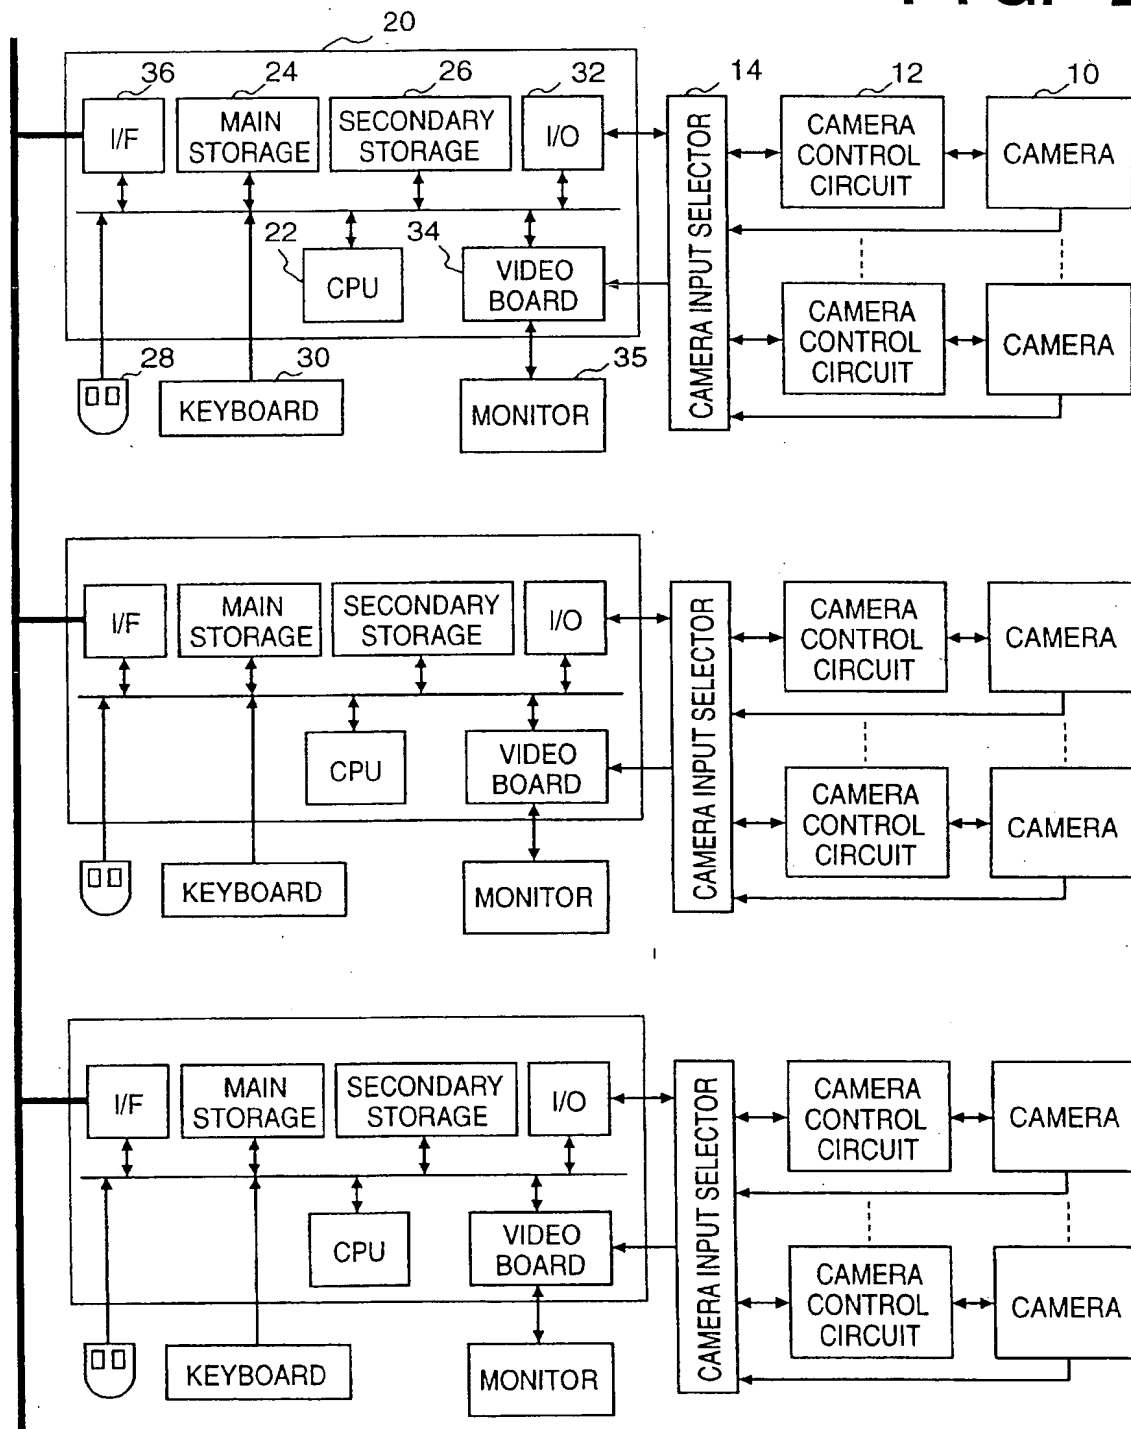 20
36
24
26
32
14
12
10
I/F
MAIN
STORAGE
SECONDARY
STORAGE
I/O
CAMERA INPUT SELECTOR
CAMERA
CONTROL
CIRCUIT
CAMERA
22
CPU
34
VIDEO
BOARD
CAMERA
CONTROL
CIRCUIT
CAMERA
28
30
KEYBOARD
35
MONITOR
I/F
MAIN
STORAGE
SECONDARY
STORAGE
I/O
CAMERA INPUT SELECTOR
CAMERA
CONTROL
CIRCUIT
CAMERA
CPU
VIDEO
BOARD
CAMERA
CONTROL
CIRCUIT
CAMERA
KEYBOARD
MONITOR
I/F
MAIN
STORAGE
SECONDARY
STORAGE
I/O
CAMERA INPUT SELECTOR
CAMERA
CONTROL
CIRCUIT
CAMERA
CPU
VIDEO
BOARD
CAMERA
CONTROL
CIRCUIT
CAMERA
KEYBOARD
MONITOR